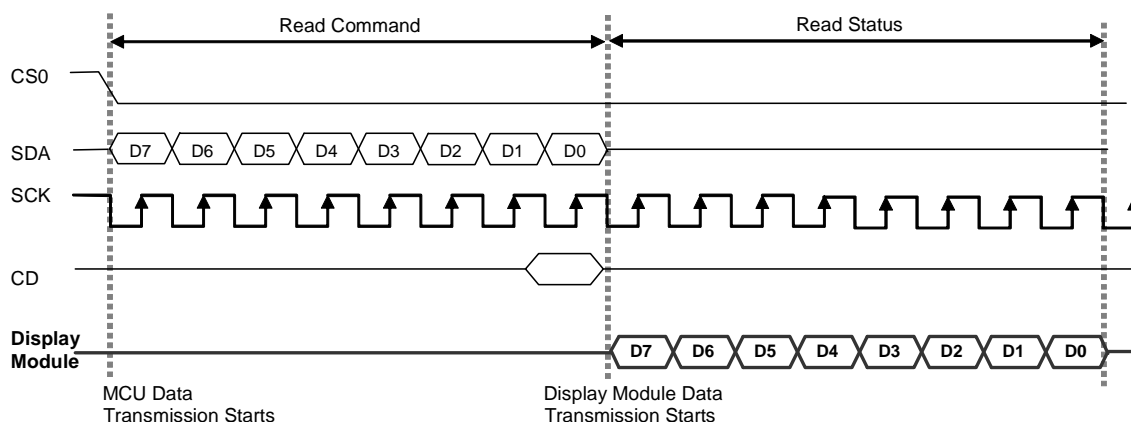 Read Command
Read Status
CS0
SDA
D7 D6 D5 D4 D3 D2 D1 D0
SCK
CD
Display
Module
D7 D6 D5 D4 D3 D2 D1 D0
MCU Data
Transmission Starts
Display Module Data
Transmission Starts